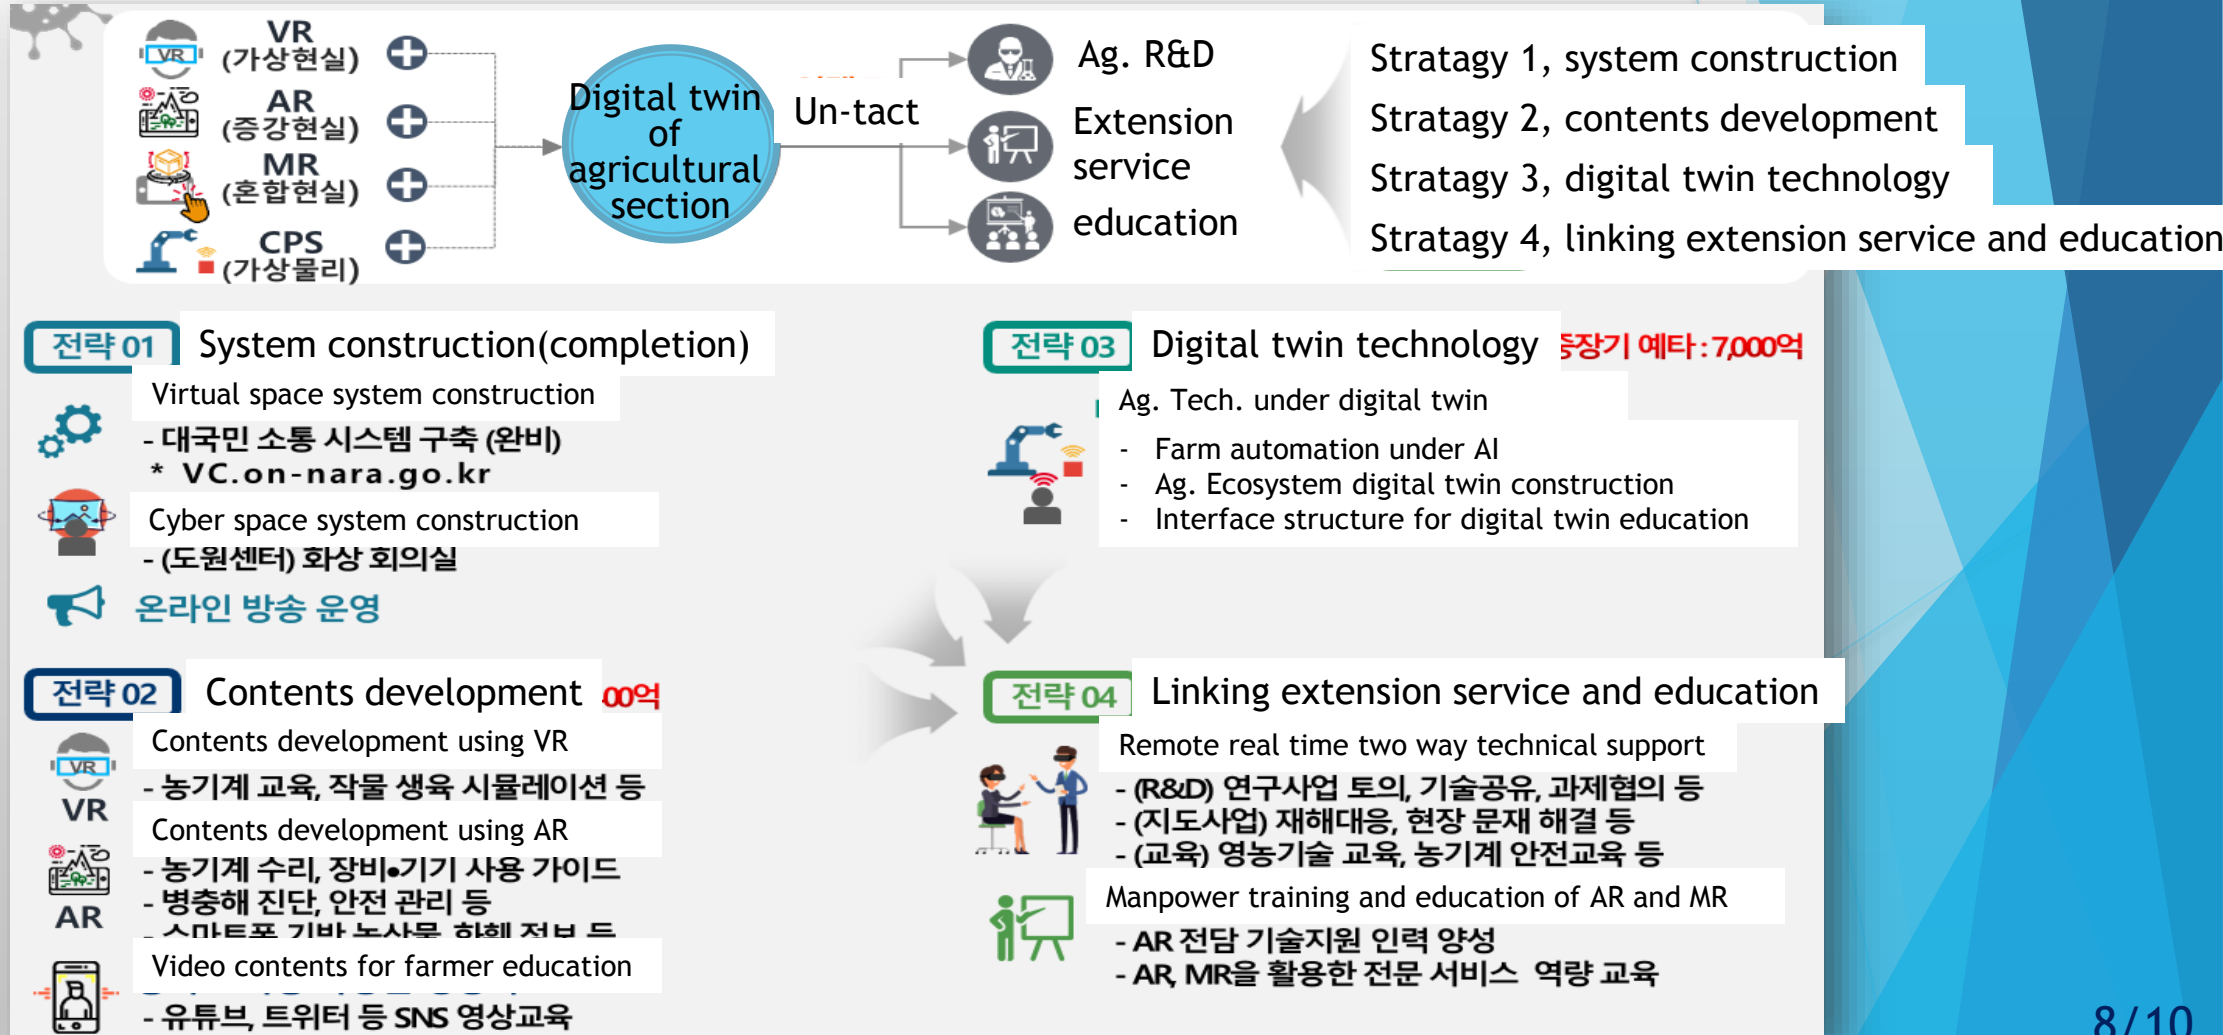 VR
(가상현실)
AR
(증강현실)
MR
(혼합현실)
CPS
(가상물리)
Digital twin
of
agricultural
section
Un-tact
Ag. R&D
Extension
service
education
Stratagy 1, system construction
Stratagy 2, contents development
Stratagy 3, digital twin technology
Stratagy 4, linking extension service and education
전략 01 System construction(completion)
Virtual space system construction
- 대국민 소통 시스템 구축 (완비)
* VC.on-nara.go.kr
Cyber space system construction
- (도원센터) 화상 회의실
온라인 방송 운영
전략 02 Contents development 00억
VR
Contents development using VR
- 농기계 교육, 작물 생육 시뮬레이션 등
VR
Contents development using AR
- 농기계 수리, 장비•기기 사용 가이드
- 병충해 진단, 안전 관리 등
AR
- 스마트폰 기반 농산물, 화훼 정보 등
Video contents for farmer education
- 유튜브, 트위터 등 SNS 영상교육
전략 03 Digital twin technology 중장기 예타 : 7,000억
Ag. Tech. under digital twin
- Farm automation under AI
- Ag. Ecosystem digital twin construction
- Interface structure for digital twin education
전략 04 Linking extension service and education
Remote real time two way technical support
- (R&D) 연구사업 토의, 기술공유, 과제협의 등
- (지도사업) 재해대응, 현장 문재 해결 등
- (교육) 영농기술 교육, 농기계 안전교육 등
Manpower training and education of AR and MR
- AR 전담 기술지원 인력 양성
- AR, MR을 활용한 전문 서비스 역량 교육
8/10